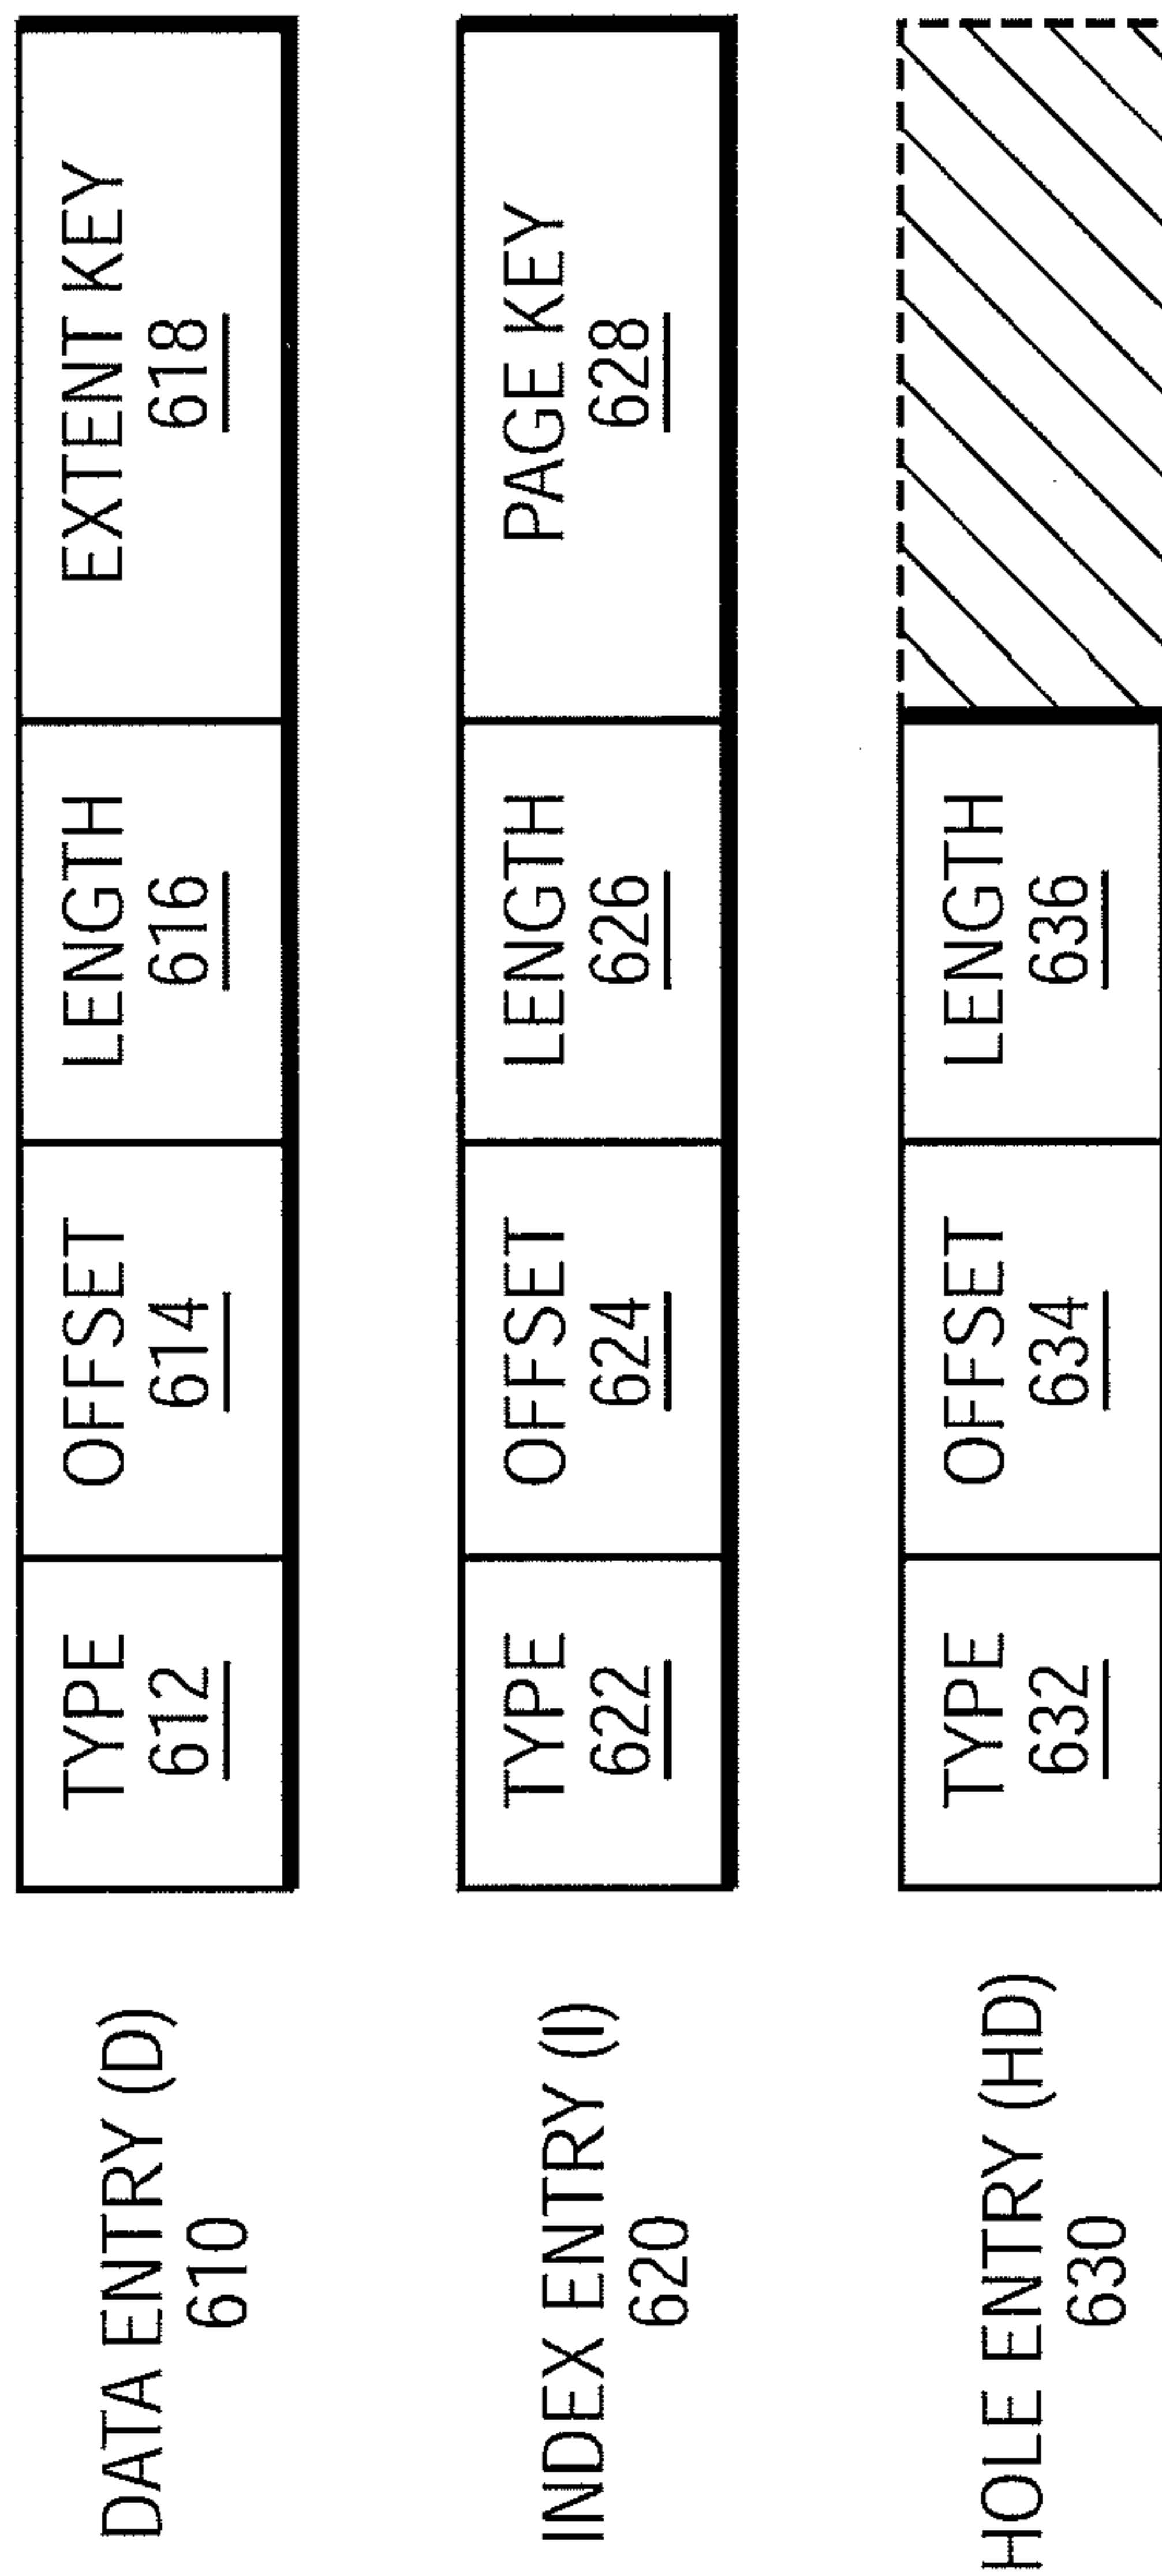 DATA ENTRY (D)
610
TYPE
612
OFFSET
614
LENGTH
616
EXTENT KEY
618
INDEX ENTRY (I)
620
TYPE
622
OFFSET
624
LENGTH
626
PAGE KEY
628
HOLE ENTRY (HD)
630
TYPE
632
OFFSET
634
LENGTH
636